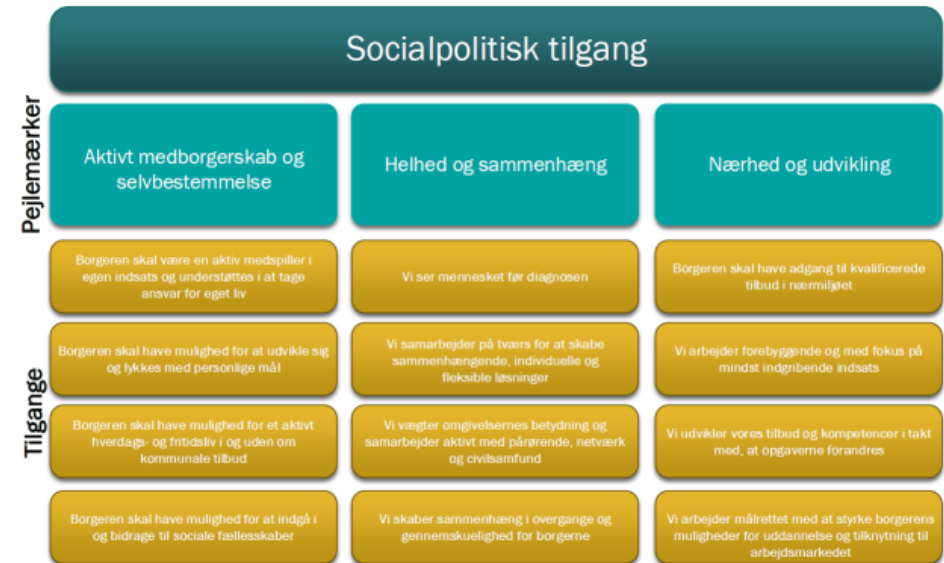 Socialpolitisk tilgang
Pejlemærker
Aktivt medborgerskab og
selvbestemmelse
Helhed og sammenhæng
Nærhed og udvikling
Tilgange
Borgeren skal være en aktiv medspiller i
egen indsats og understøttes i at tage
ansvar for eget liv
Vi ser mennesket før diagnosen
Borgeren skal have adgang til kvalificerede
tilbud i nærmiljøet
Borgeren skal have mulighed for at udvikle sig
og lykkes med personlige mål
Vi samarbejder på tværs for at skabe
sammenhængende, individuelle og
fleksible løsninger
Vi arbejder forebyggende og med fokus på
mindst indgribende indsats
Borgeren skal have mulighed for et aktivt
hverdags- og fritidsliv i og uden om
kommunale tilbud
Vi vægter omgivelsernes betydning og
samarbejder aktivt med pårørende, netværk
og civilsamfund
Vi udvikler vores tilbud og kompetencer i takt
med, at opgaverne forandres
Borgeren skal have mulighed for at indgå i
og bidrage til sociale fællesskaber
Vi skaber sammenhæng i overgange og
gennemskuelighed for borgerne
Vi arbejder målrettet med at styrke borgerens
muligheder for uddannelse og tilknytning til
arbejdsmarkedet